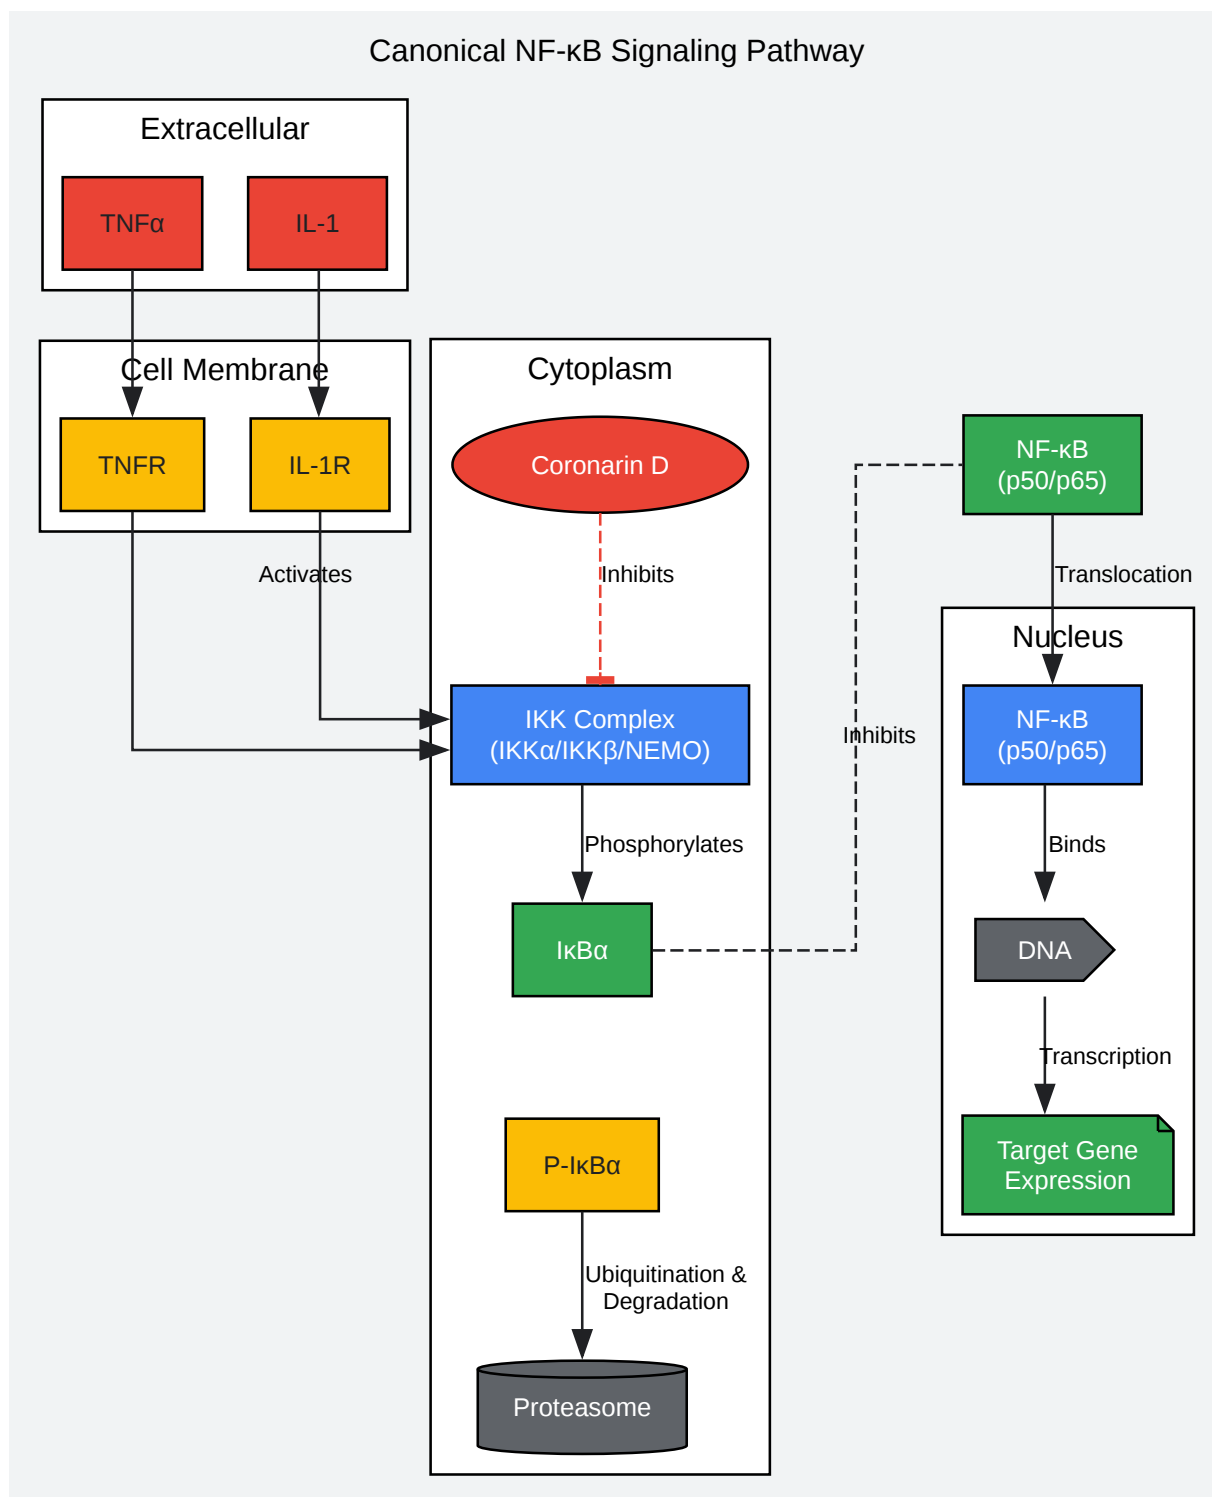 Canonical NF-κB Signaling Pathway
Extracellular
TNFα
IL-1
Cell Membrane
TNFR
IL-1R
Activates
Cytoplasm
Coronarin D
Inhibits
IKK Complex
(IKKα/IKKβ/NEMO)
Phosphorylates
IκBα
P-IκBα
Ubiquitination &
Degradation
Proteasome
Inhibits
NF-κB
(p50/p65)
Translocation
Nucleus
NF-κB
(p50/p65)
Binds
DNA
Transcription
Target Gene
Expression